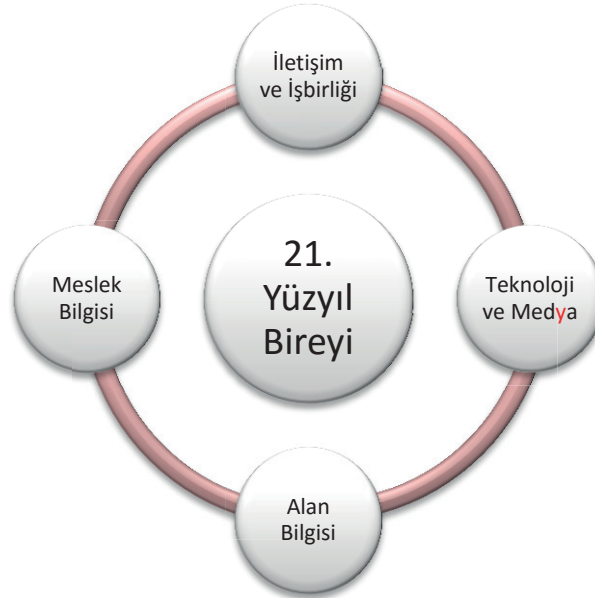 İletişim
ve İşbirliği
21.
Yüzyıl
Bireyi
Meslek
Bilgisi
Teknoloji
ve Medya
Alan
Bilgisi